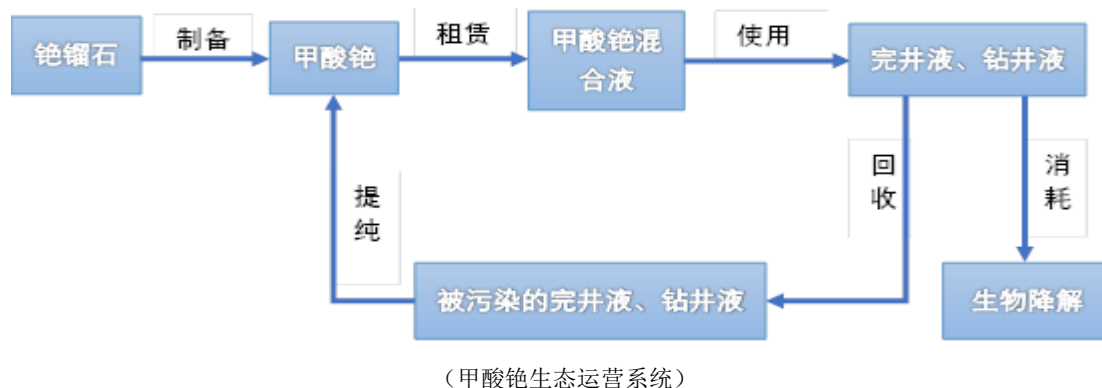 铯镏石
制备
甲酸铯
租赁
甲酸铯混
合液
使用
完井液、钻井液
回
收
消
耗
提
纯
被污染的完井液、钻井液
生物降解
（甲酸铯生态运营系统）